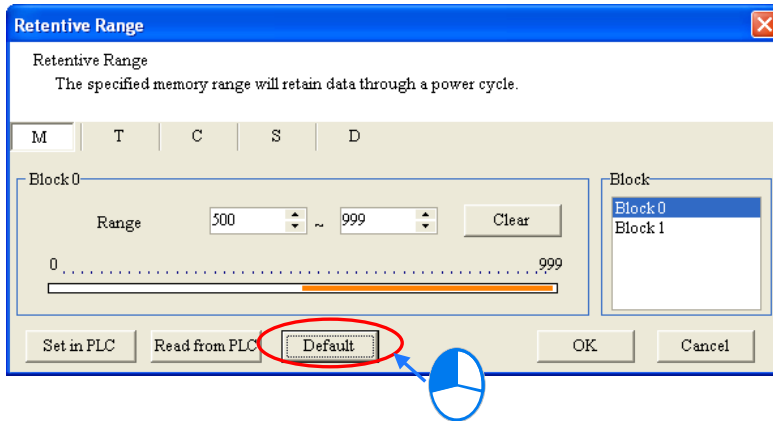 Retentive Range
Retentive Range
The specified memory range will retain data through a power cycle.
M T C S D
Block 0
Range 500 ~ 999 Clear
0 999
Block
Block 0
Block 1
Set in PLC Read from PLC Default OK Cancel